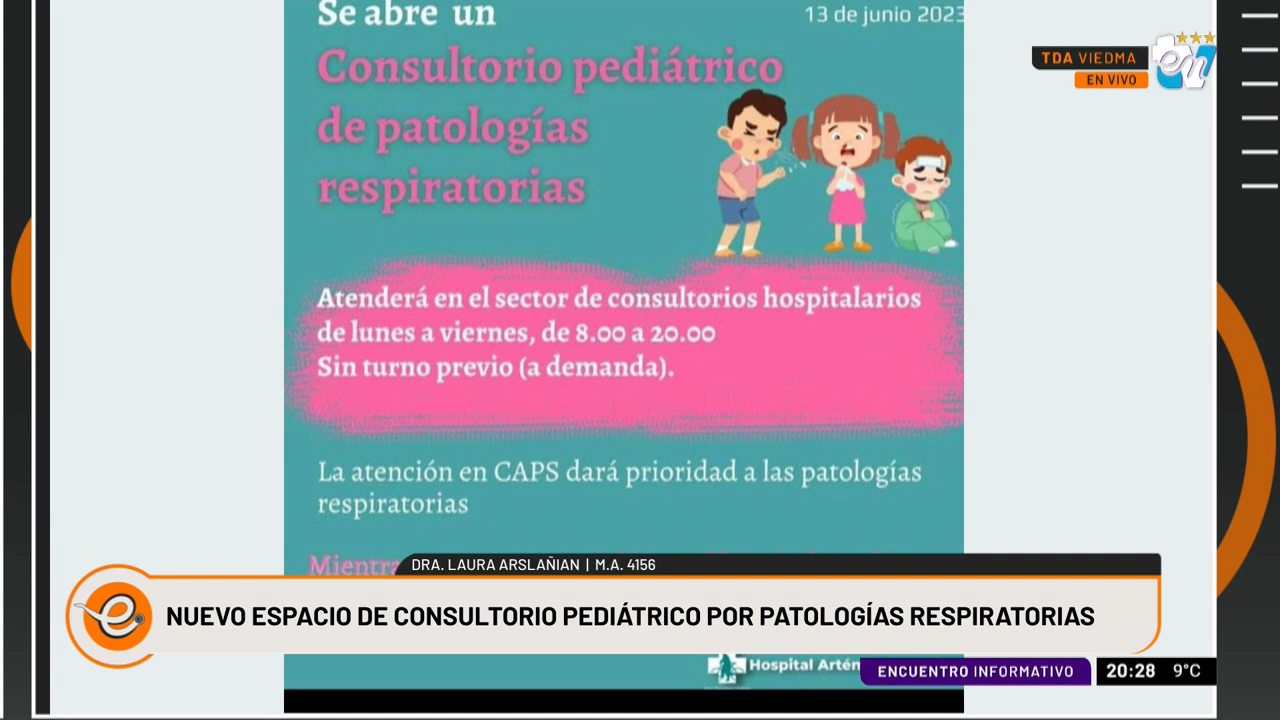 Se abre un
13 de junio 2023
Consultorio pediátrico
de patologías
respiratorias
TDA VIEDMA
EN VIVO
Atenderá en el sector de consultorios hospitalarios
de lunes a viernes, de 8.00 a 20.00
Sin turno previo (a demanda).
La atención en CAPS dará prioridad a las patologías
respiratorias
DRA. LAURA ARSLAÑIAN | M.A. 4156
NUEVO ESPACIO DE CONSULTORIO PEDIÁTRICO POR PATOLOGÍAS RESPIRATORIAS
Hospital
ENCUENTRO INFORMATIVO
20:28 9°C